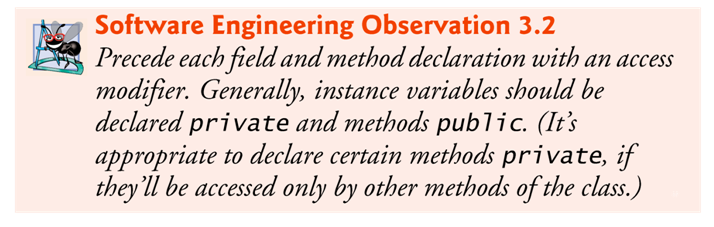 Software Engineering Observation 3.2
Precede each field and method declaration with an access
modifier. Generally, instance variables should be
declared private and methods public. (It's
appropriate to declare certain methods private, if
they'll be accessed only by other methods of the class.)